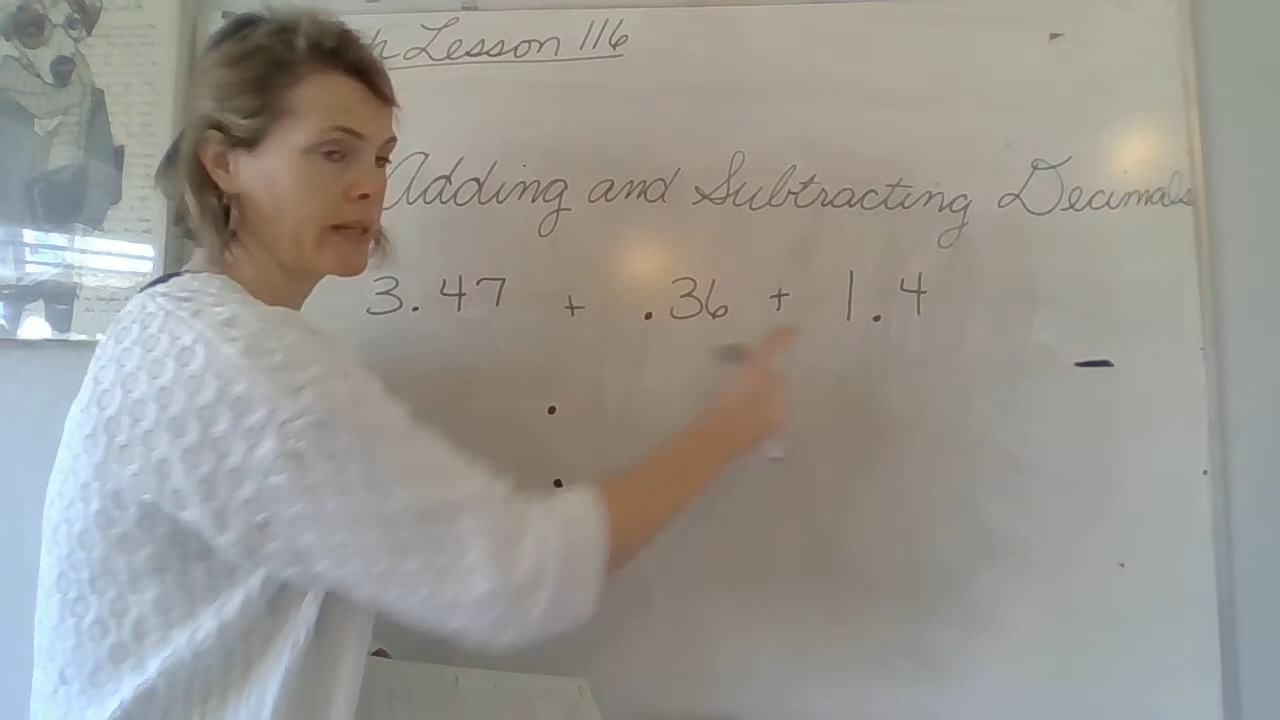 Lesson 116
Adding and Subtracting Decimals
3.47 + .36 + 1.4